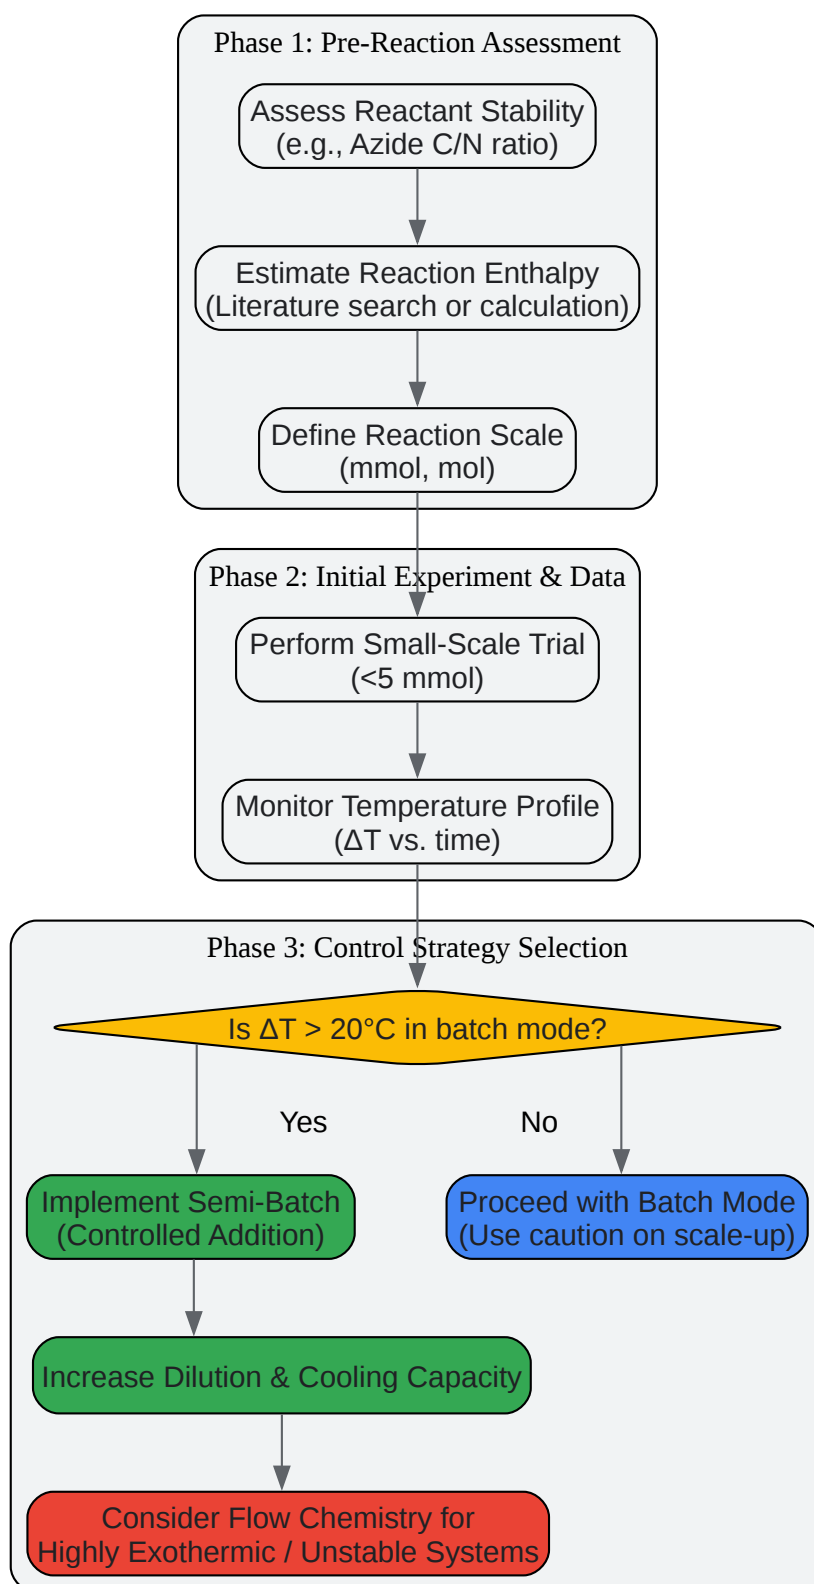 Phase 1: Pre-Reaction Assessment
Assess Reactant Stability
(e.g., Azide C/N ratio)
Estimate Reaction Enthalpy
(Literature search or calculation)
Define Reaction Scale
(mmol, mol)
Phase 2: Initial Experiment & Data
Perform Small-Scale Trial
(<5 mmol)
Monitor Temperature Profile
(ΔT vs. time)
Phase 3: Control Strategy Selection
Is ΔT > 20°C in batch mode?
Yes
No
Implement Semi-Batch
(Controlled Addition)
Proceed with Batch Mode
(Use caution on scale-up)
Increase Dilution & Cooling Capacity
Consider Flow Chemistry for
Highly Exothermic / Unstable Systems